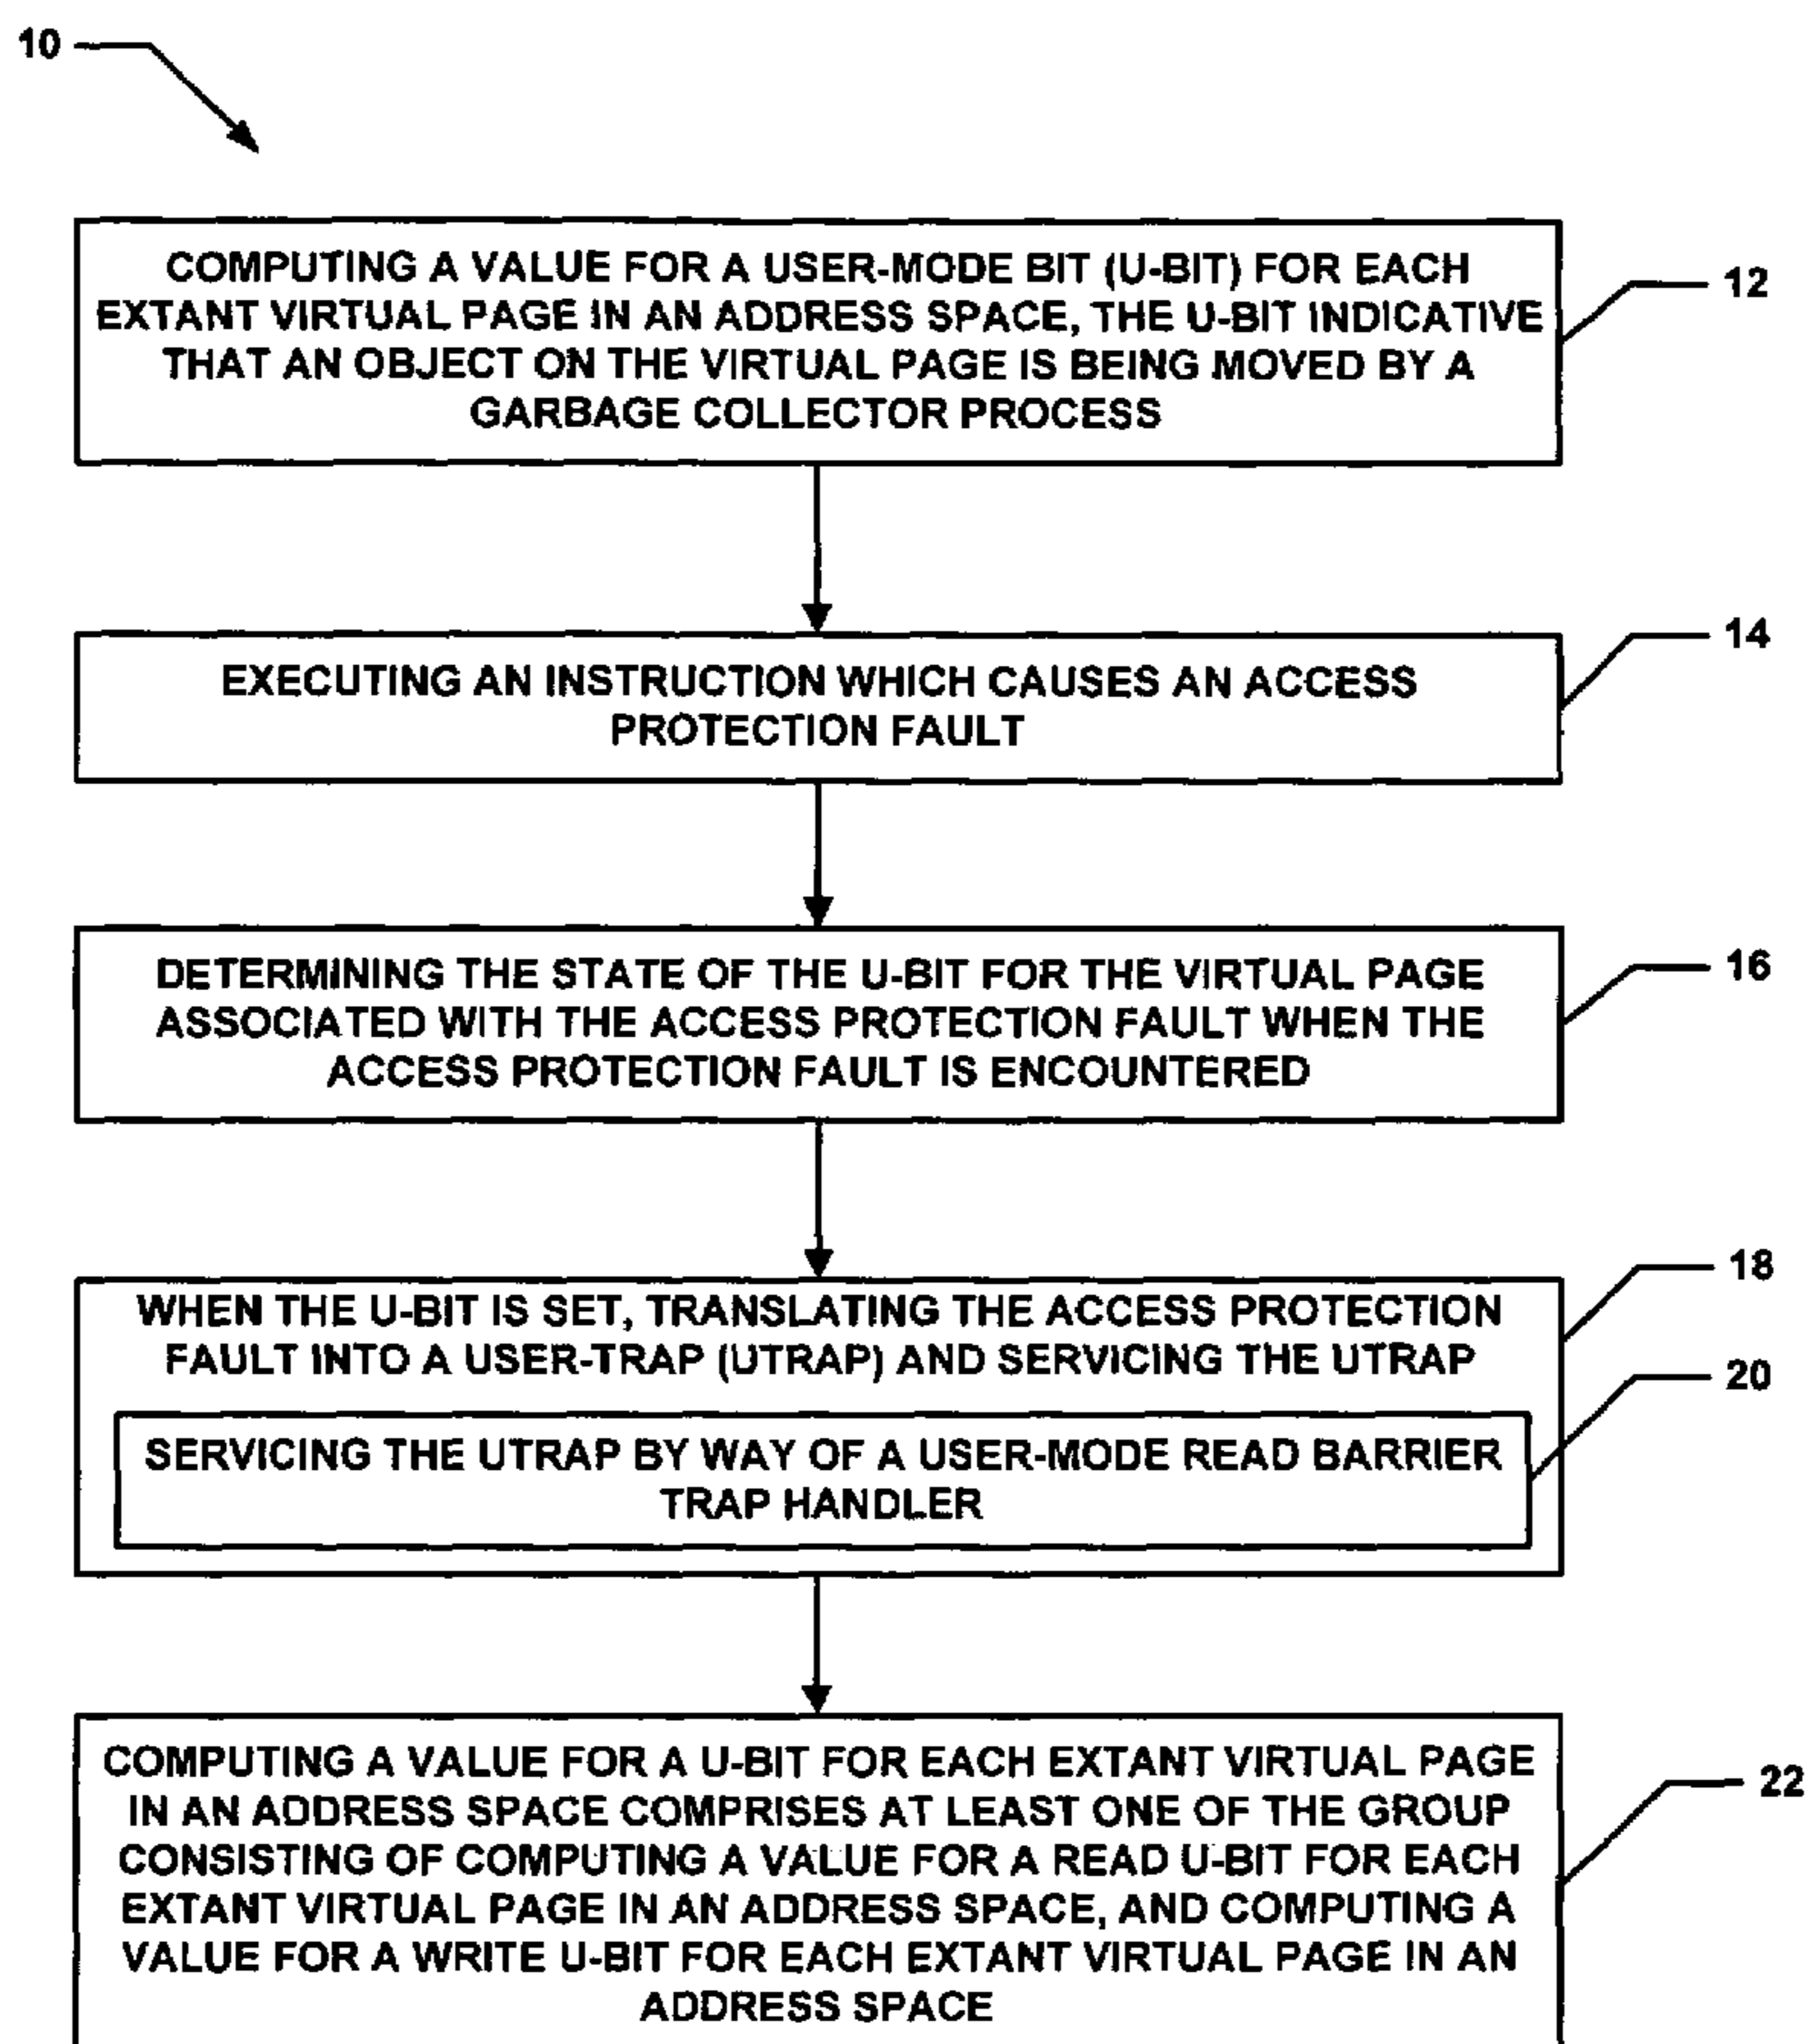 10
COMPUTING A VALUE FOR A USER-MODE BIT (U-BIT) FOR EACH
EXTANT VIRTUAL PAGE IN AN ADDRESS SPACE, THE U-BIT INDICATIVE
THAT AN OBJECT ON THE VIRTUAL PAGE IS BEING MOVED BY A
GARBAGE COLLECTOR PROCESS
12
EXECUTING AN INSTRUCTION WHICH CAUSES AN ACCESS
PROTECTION FAULT
14
DETERMINING THE STATE OF THE U-BIT FOR THE VIRTUAL PAGE
ASSOCIATED WITH THE ACCESS PROTECTION FAULT WHEN THE
ACCESS PROTECTION FAULT IS ENCOUNTERED
16
WHEN THE U-BIT IS SET, TRANSLATING THE ACCESS PROTECTION
FAULT INTO A USER-TRAP (UTRAP) AND SERVICING THE UTRAP
18
SERVICING THE UTRAP BY WAY OF A USER-MODE READ BARRIER
TRAP HANDLER
20
COMPUTING A VALUE FOR A U-BIT FOR EACH EXTANT VIRTUAL PAGE
IN AN ADDRESS SPACE COMPRISES AT LEAST ONE OF THE GROUP
CONSISTING OF COMPUTING A VALUE FOR A READ U-BIT FOR EACH
EXTANT VIRTUAL PAGE IN AN ADDRESS SPACE, AND COMPUTING A
VALUE FOR A WRITE U-BIT FOR EACH EXTANT VIRTUAL PAGE IN AN
ADDRESS SPACE
22